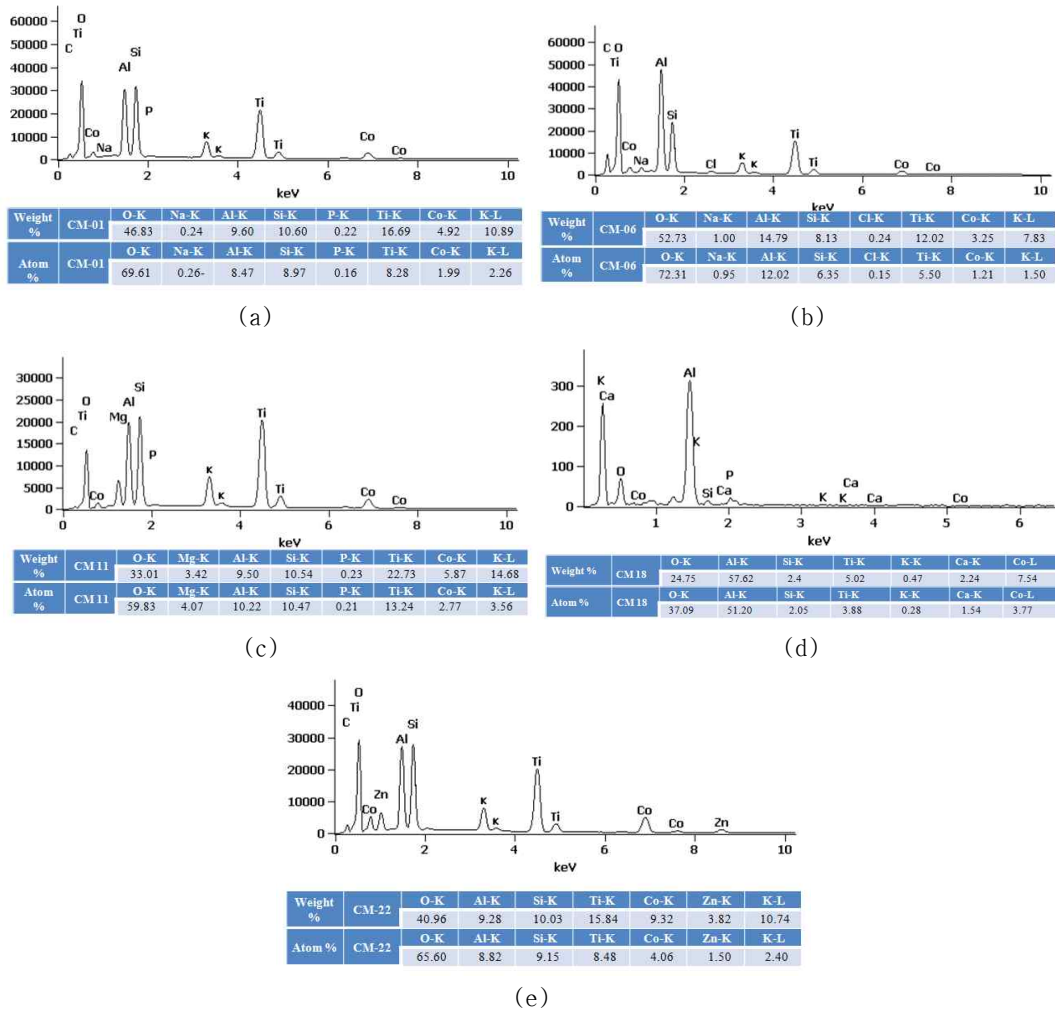 O
Ti
C
Si
Al
P
Co
Na
K
K
Ti
Ti
Co
Co
60000
50000
40000
30000
20000
10000
0
0 2 4 6 8 10
keV
Weight % CM-01 O-K Na-K Al-K Si-K P-K Ti-K Co-K K-L
46.83 0.24 9.60 10.60 0.22 16.69 4.92 10.89
Atom % CM-01 O-K Na-K Al-K Si-K P-K Ti-K Co-K K-L
69.61 0.26- 8.47 8.97 0.16 8.28 1.99 2.26
(a)
C O
Ti
Al
Si
Co
Na
Cl
K
K
Ti
Ti
Co
Co
60000
50000
40000
30000
20000
10000
0
0 2 4 6 8 10
keV
Weight % CM-06 O-K Na-K Al-K Si-K Cl-K Ti-K Co-K K-L
52.73 1.00 14.79 8.13 0.24 12.02 3.25 7.83
Atom % CM-06 O-K Na-K Al-K Si-K Cl-K Ti-K Co-K K-L
72.31 0.95 12.02 6.35 0.15 5.50 1.21 1.50
(b)
O
Ti
C
Si
Al
Mg
P
Co
K
K
Ti
Ti
Co
Co
30000
25000
20000
15000
10000
5000
0
0 2 4 6 8 10
keV
Weight % CM 11 O-K Mg-K Al-K Si-K P-K Ti-K Co-K K-L
33.01 3.42 9.50 10.54 0.23 22.73 5.87 14.68
Atom % CM 11 O-K Mg-K Al-K Si-K P-K Ti-K Co-K K-L
59.83 4.07 10.22 10.47 0.21 13.24 2.77 3.56
(c)
K
Ca
O
Co
Al
K
Si
Ca
P
K
K
Ca
Ca
Co
300
200
100
0
1 2 3 4 5 6
keV
Weight % CM 18 O-K Al-K Si-K Ti-K K-K Ca-K Co-L
24.75 57.62 2.4 5.02 0.47 2.24 7.54
Atom % CM 18 O-K Al-K Si-K Ti-K K-K Ca-K Co-L
37.09 51.20 2.05 3.88 0.28 1.54 3.77
(d)
O
Ti
C
Si
Al
Co
Zn
K
K
Ti
Ti
Co
Co
Zn
40000
30000
20000
10000
0
0 2 4 6 8 10
keV
Weight % CM-22 O-K Al-K Si-K Ti-K Co-K Zn-K K-L
40.96 9.28 10.03 15.84 9.32 3.82 10.74
Atom % CM-22 O-K Al-K Si-K Ti-K Co-K Zn-K K-L
65.60 8.82 9.15 8.48 4.06 1.50 2.40
(e)